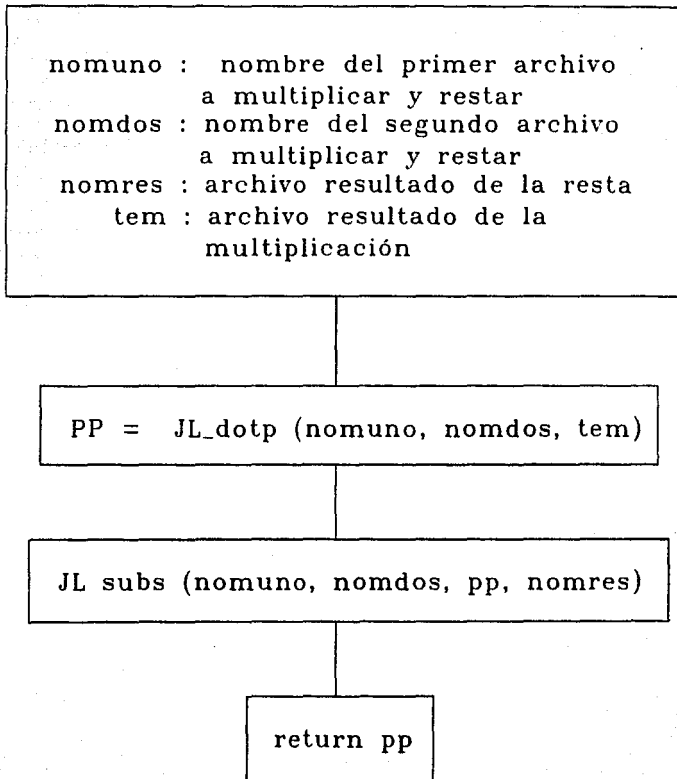 nomuno : nombre del primer archivo
a multiplicar y restar
nomdos : nombre del segundo archivo
a multiplicar y restar
nomres : archivo resultado de la resta
tem : archivo resultado de la
multiplicación
PP = JL_dotp (nomuno, nomdos, tem)
JL subs (nomuno, nomdos, pp, nomres)
return pp